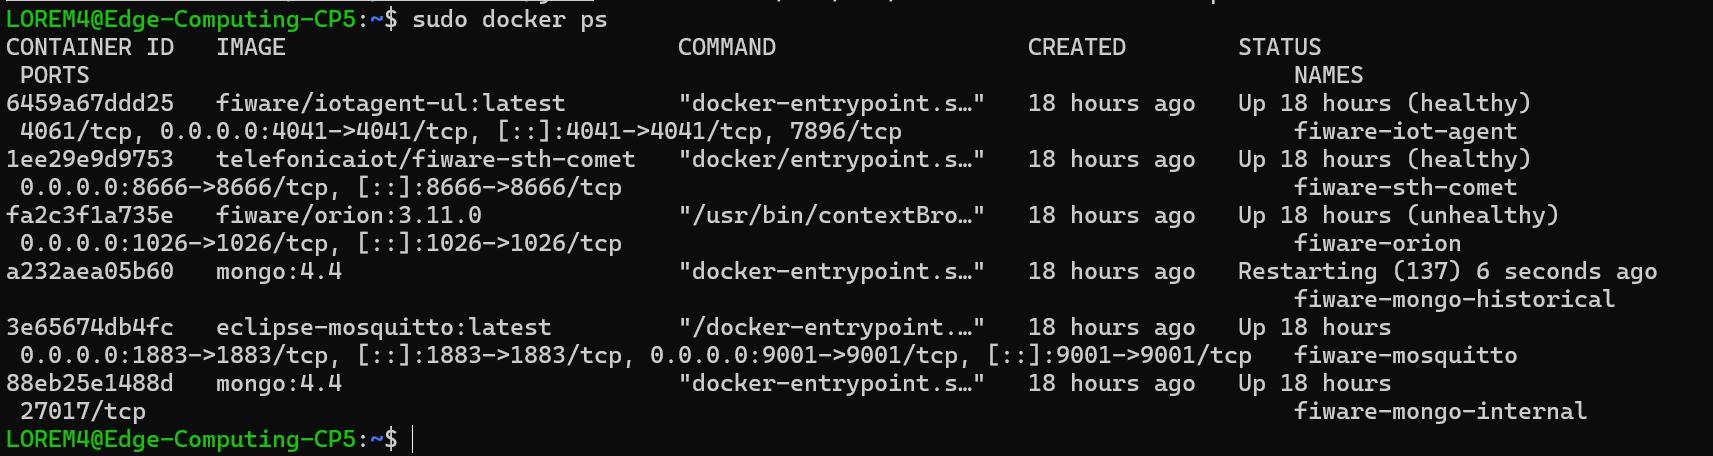 LOREM4@Edge-Computing-CP5:~$ sudo docker ps
CONTAINER ID   IMAGE                            COMMAND                  CREATED        STATUS
 PORTS                                                                                      NAMES
6459a67ddd25   fiware/iotagent-ul:latest        "docker-entrypoint.s…"   18 hours ago   Up 18 hours (healthy)
 4061/tcp, 0.0.0.0:4041->4041/tcp, [::]:4041->4041/tcp, 7896/tcp                            fiware-iot-agent
1ee29e9d9753   telefonicaiot/fiware-sth-comet   "docker/entrypoint.s…"   18 hours ago   Up 18 hours (healthy)
 0.0.0.0:8666->8666/tcp, [::]:8666->8666/tcp                                                fiware-sth-comet
fa2c3f1a735e   fiware/orion:3.11.0              "/usr/bin/contextBro…"   18 hours ago   Up 18 hours (unhealthy)
 0.0.0.0:1026->1026/tcp, [::]:1026->1026/tcp                                                fiware-orion
a232aea05b60   mongo:4.4                        "docker-entrypoint.s…"   18 hours ago   Restarting (137) 6 seconds ago
                                                                                            fiware-mongo-historical
3e65674db4fc   eclipse-mosquitto:latest         "/docker-entrypoint.…"   18 hours ago   Up 18 hours
 0.0.0.0:1883->1883/tcp, [::]:1883->1883/tcp, 0.0.0.0:9001->9001/tcp, [::]:9001->9001/tcp   fiware-mosquitto
88eb25e1488d   mongo:4.4                        "docker-entrypoint.s…"   18 hours ago   Up 18 hours
 27017/tcp                                                                                  fiware-mongo-internal
LOREM4@Edge-Computing-CP5:~$